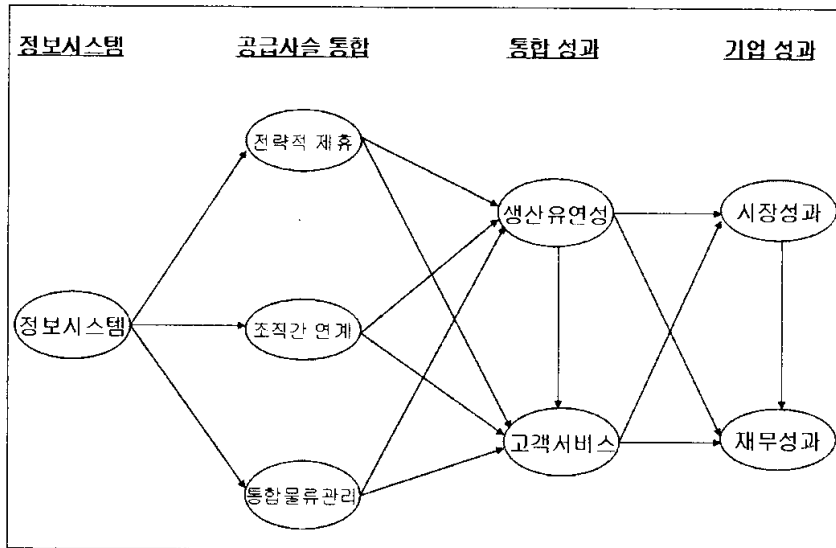 정보시스템 공급사슬 통합 통합 성과 기업 성과
전략적 제휴
생산유연성 시장성과
정보시스템 조직간 연계
고객서비스 재무성과
통합물류관리